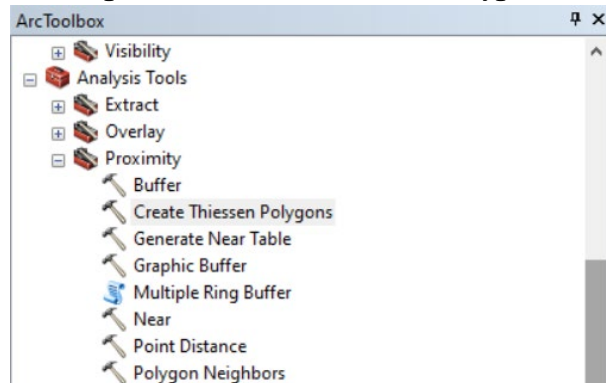 ArcToolbox
Visibility
Analysis Tools
Extract
Overlay
Proximity
Buffer
Create Thiessen Polygons
Generate Near Table
Graphic Buffer
Multiple Ring Buffer
Near
Point Distance
Polygon Neighbors